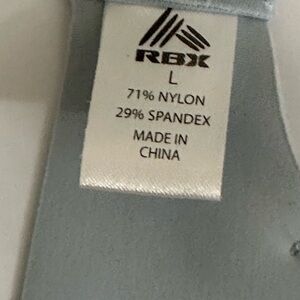 RBX
L
71% NYLON
29% SPANDEX
MADE IN
CHINA